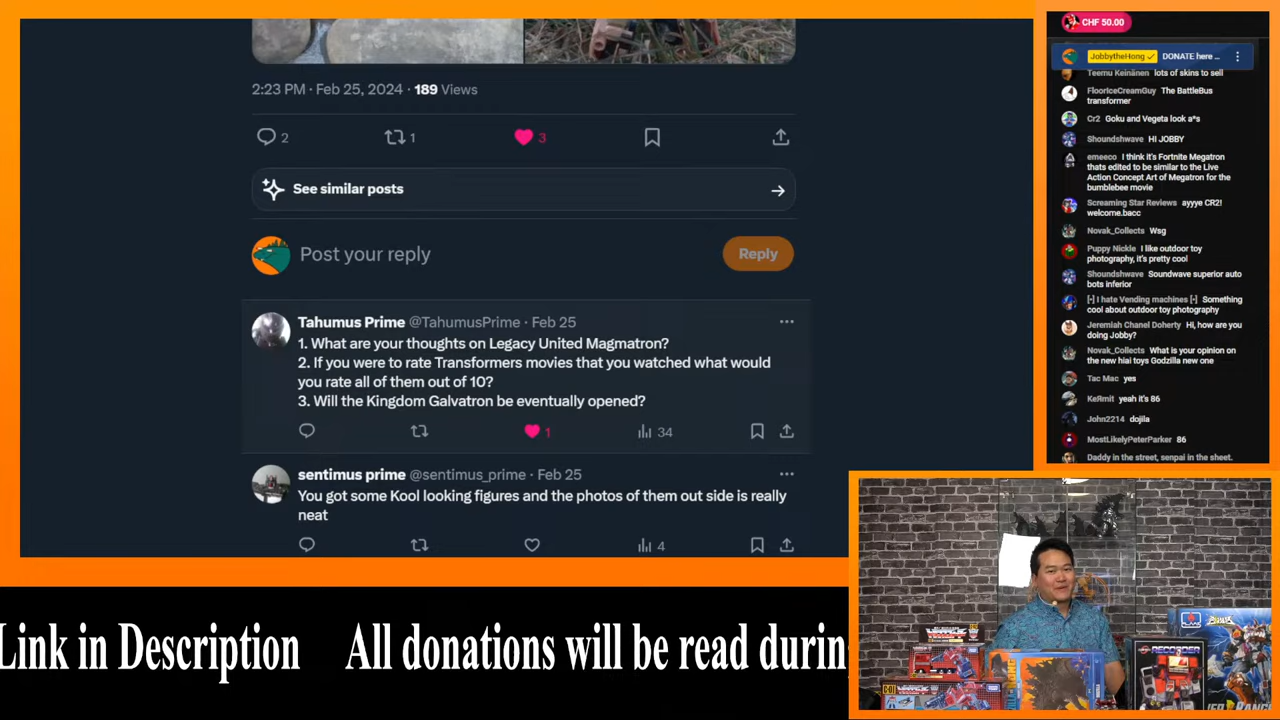 2:23 PM · Feb 25, 2024 · 189 Views
2
1
3
See similar posts
Post your reply
Reply
Tahumus Prime @TahumusPrime · Feb 25
1. What are your thoughts on Legacy United Magmatron?
2. If you were to rate Transformers movies that you watched what would
you rate all of them out of 10?
3. Will the Kingdom Galvatron be eventually opened?
1
34
sentimus prime @sentimus_prime · Feb 25
You got some Kool looking figures and the photos of them out side is really
neat
4
CHF 50.00
JobbytheHong DONATE here ...
Teemu Keinänen lots of skins to sell
FloorIceCreamGuy The BattleBus
transformer
Cr2 Goku and Vegeta look a*s
Shoundshwave HI JOBBY
emeeco I think it's Fortnite Megatron
thats edited to be similar to the Live
Action Concept Art of Megatron for the
bumblebee movie
Screaming Star Reviews ayyye CR2!
welcome.bacc
Novak_Collects Wsg
Puppy Nickle I like outdoor toy
photography, it's pretty cool
Shoundshwave Soundwave superior auto
bots inferior
[•] I hate Vending machines [•] Something
cool about outdoor toy photography
Jeremiah Chanel Doherty Hi, how are you
doing Jobby?
Novak_Collects What is your opinion on
the new hiai toys Godzilla new one
Tac Mac yes
KeRmit yeah it's 86
John2214 dojila
MostLikelyPeterParker 86
Daddy in the street, senpai in the sheet.
Link in Description All donations will be read during
RECORDER